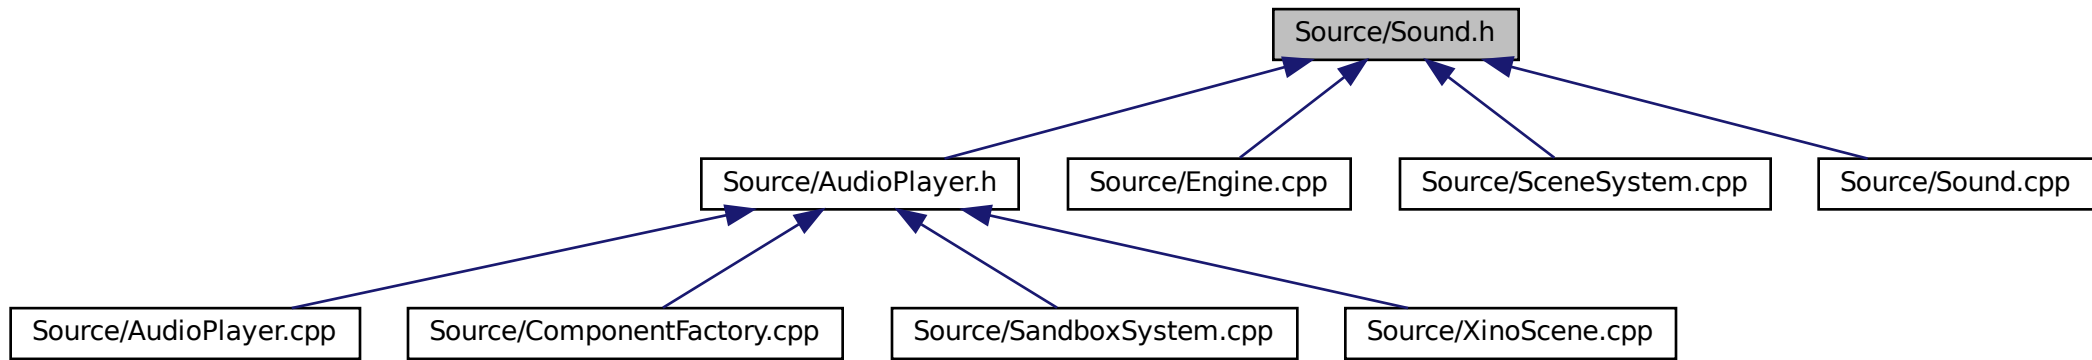 Source/Sound.h
Source/AudioPlayer.h
Source/Engine.cpp
Source/SceneSystem.cpp
Source/Sound.cpp
Source/AudioPlayer.cpp
Source/ComponentFactory.cpp
Source/SandboxSystem.cpp
Source/XinoScene.cpp